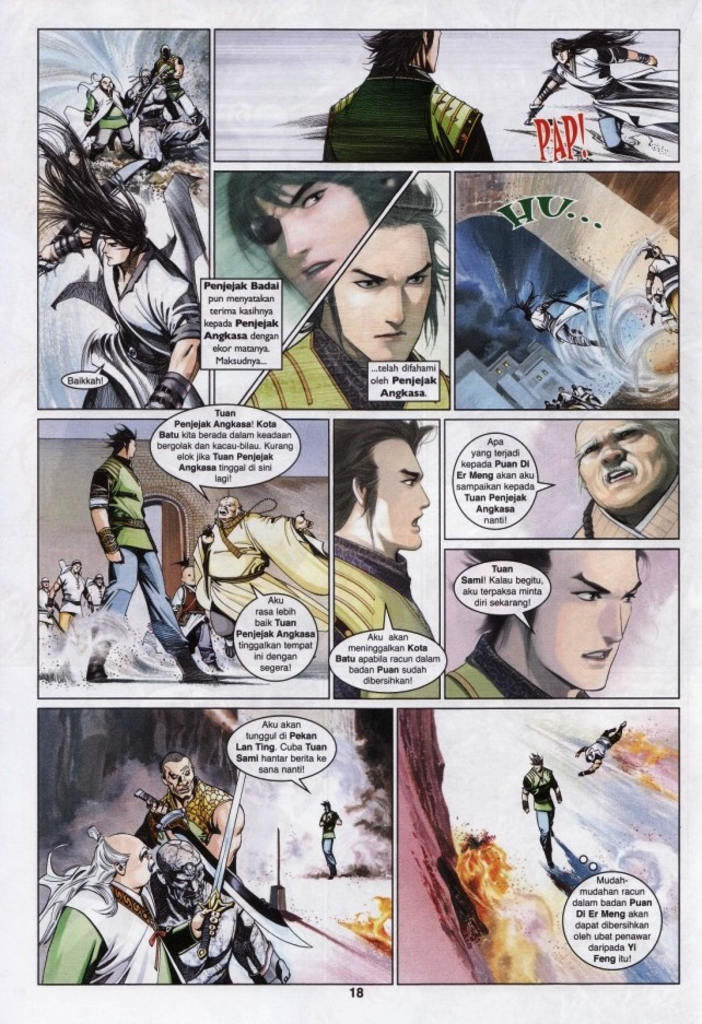 PAP!
Baikkah!
Penjejak Badai
pun menyatakan
terima kasihnya
kepada Penjejak
Angkasa dengan
ekor matanya.
Maksudnya...
...telah difahami
oleh Penjejak
Angkasa.
HU...
Tuan
Penjejak Angkasa! Kota
Batu kita berada dalam keadaan
bergolak dan kacau-bilau. Kurang
elok jika Tuan Penjejak
Angkasa tinggal di sini
lagi!
Aku
rasa lebih
baik Tuan
Penjejak Angkasa
tinggalkan tempat
ini dengan
segera!
Aku akan
meninggalkan Kota
Batu apabila racun dalam
badan Puan sudah
dibersihkan!
Apa
yang terjadi
kepada Puan Di
Er Meng akan aku
sampaikan kepada
Tuan Penjejak
Angkasa
nanti!
Tuan
Sami! Kalau begitu,
aku terpaksa minta
diri sekarang!
Aku akan
tunggul di Pekan
Lan Ting. Cuba Tuan
Sami hantar berita ke
sana nanti!
Mudah-
mudahan racun
dalam badan Puan
Di Er Meng akan
dapat dibersihkan
oleh ubat penawar
daripada Yi
Feng itu!
18